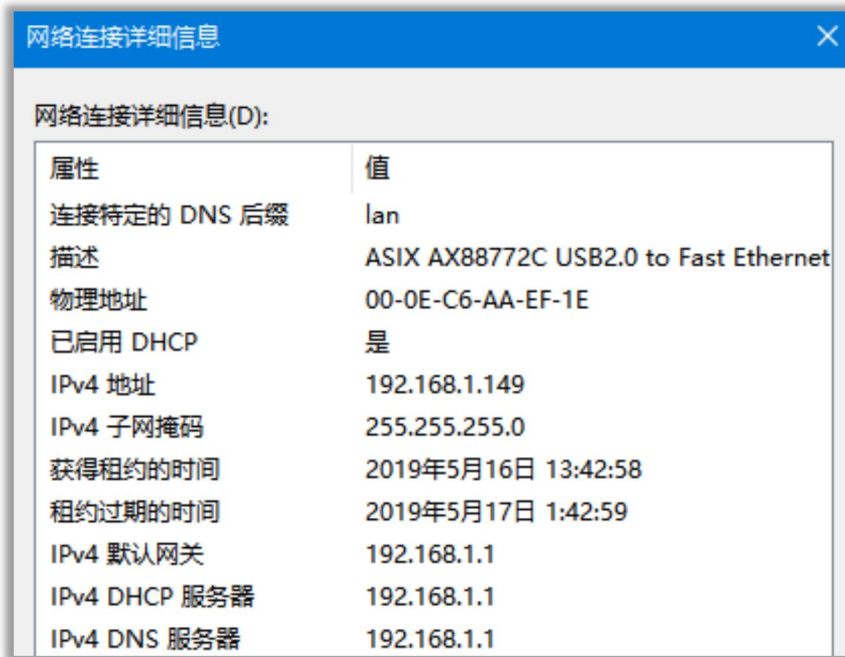 网络连接详细信息
网络连接详细信息(D):
属性 值
连接特定的 DNS 后缀 lan
描述 ASIX AX88772C USB2.0 to Fast Ethernet
物理地址 00-0E-C6-AA-EF-1E
已启用 DHCP 是
IPv4 地址 192.168.1.149
IPv4 子网掩码 255.255.255.0
获得租约的时间 2019年5月16日 13:42:58
租约过期的时间 2019年5月17日 1:42:59
IPv4 默认网关 192.168.1.1
IPv4 DHCP 服务器 192.168.1.1
IPv4 DNS 服务器 192.168.1.1